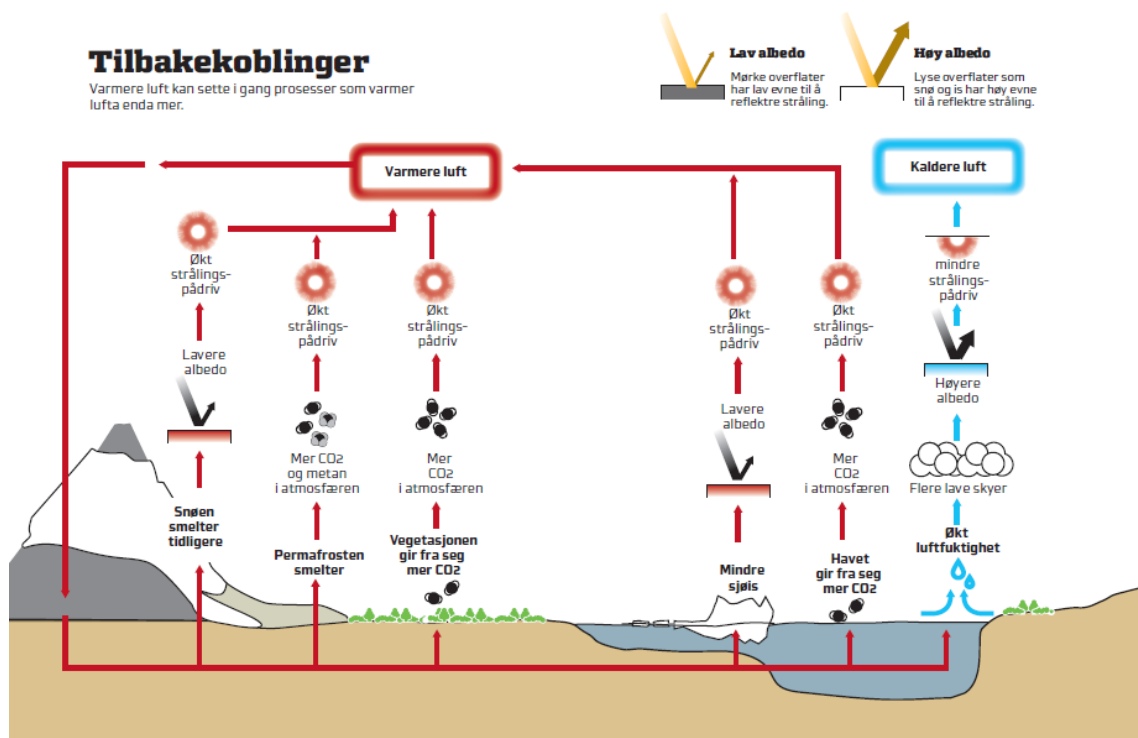 Tilbakekoblinger
Varmere luft kan sette i gang prosesser som varmer
lufta enda mer.
Lav albedo
Mørke overflater
har lav evne til å
reflektre stråling.
Høy albedo
Lyse overflater som
snø og is har høy evne
til å reflektre stråling.
Varmere luft
Kaldere luft
Økt
strålings-
pådriv
Lavere
albedo
Snøen
smelter
tidligere
Økt
strålings-
pådriv
Mer CO2
og metan
i atmosfæren
Permafrosten
smelter
Økt
strålings-
pådriv
Mer
CO2
i atmosfæren
Vegetasjonen
gir fra seg
mer CO2
Økt
strålings-
pådriv
Lavere
albedo
Mindre
sjøis
Økt
strålings-
pådriv
Mer
CO2
i atmosfæren
Havet
gir fra seg
mer CO2
mindre
strålings-
pådriv
Høyere
albedo
Flere lave skyer
Økt
luftfuktighet